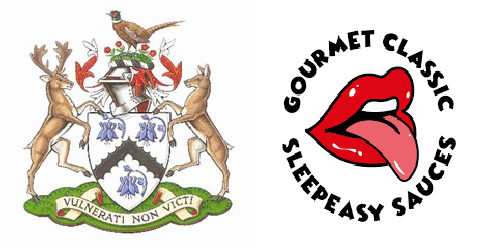 VULNERATI NON VICTI
GOURMET CLASSIC
SLEEPEASY SAUCES